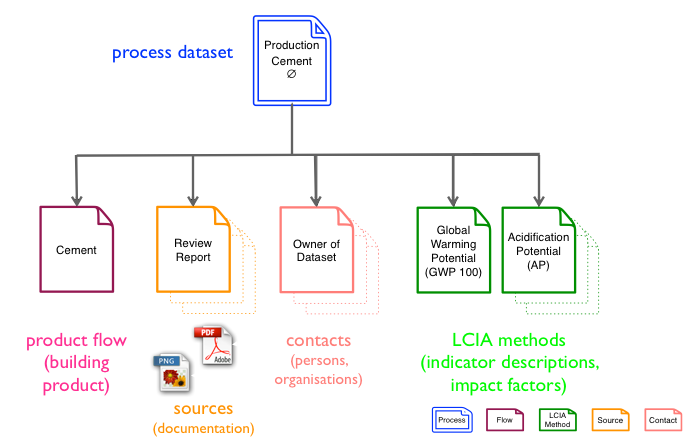 process dataset
Production
Cement
∅
Cement
Review
Report
Owner of
Dataset
Global
Warming
Potential
(GWP 100)
Acidification
Potential
(AP)
product flow
(building
product)
PNG
PDF
Adobe
sources
(documentation)
contacts
(persons,
organisations)
LCIA methods
(indicator descriptions,
impact factors)
Process
Flow
LCIA
Method
Source
Contact